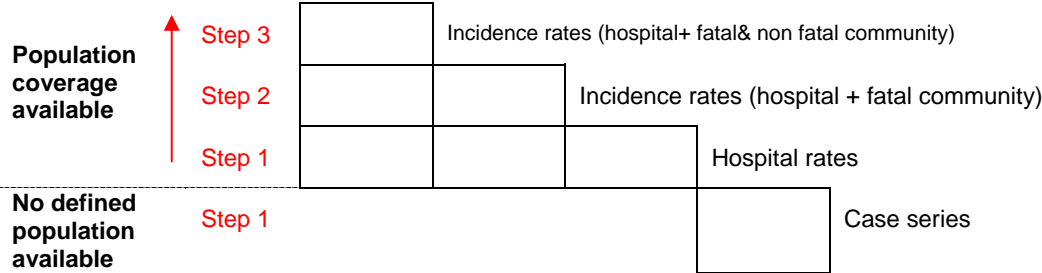 Population
coverage
available
Step 3
Incidence rates (hospital+ fatal& non fatal community)
Step 2
Incidence rates (hospital + fatal community)
Step 1
Hospital rates
No defined
population
available
Step 1
Case series